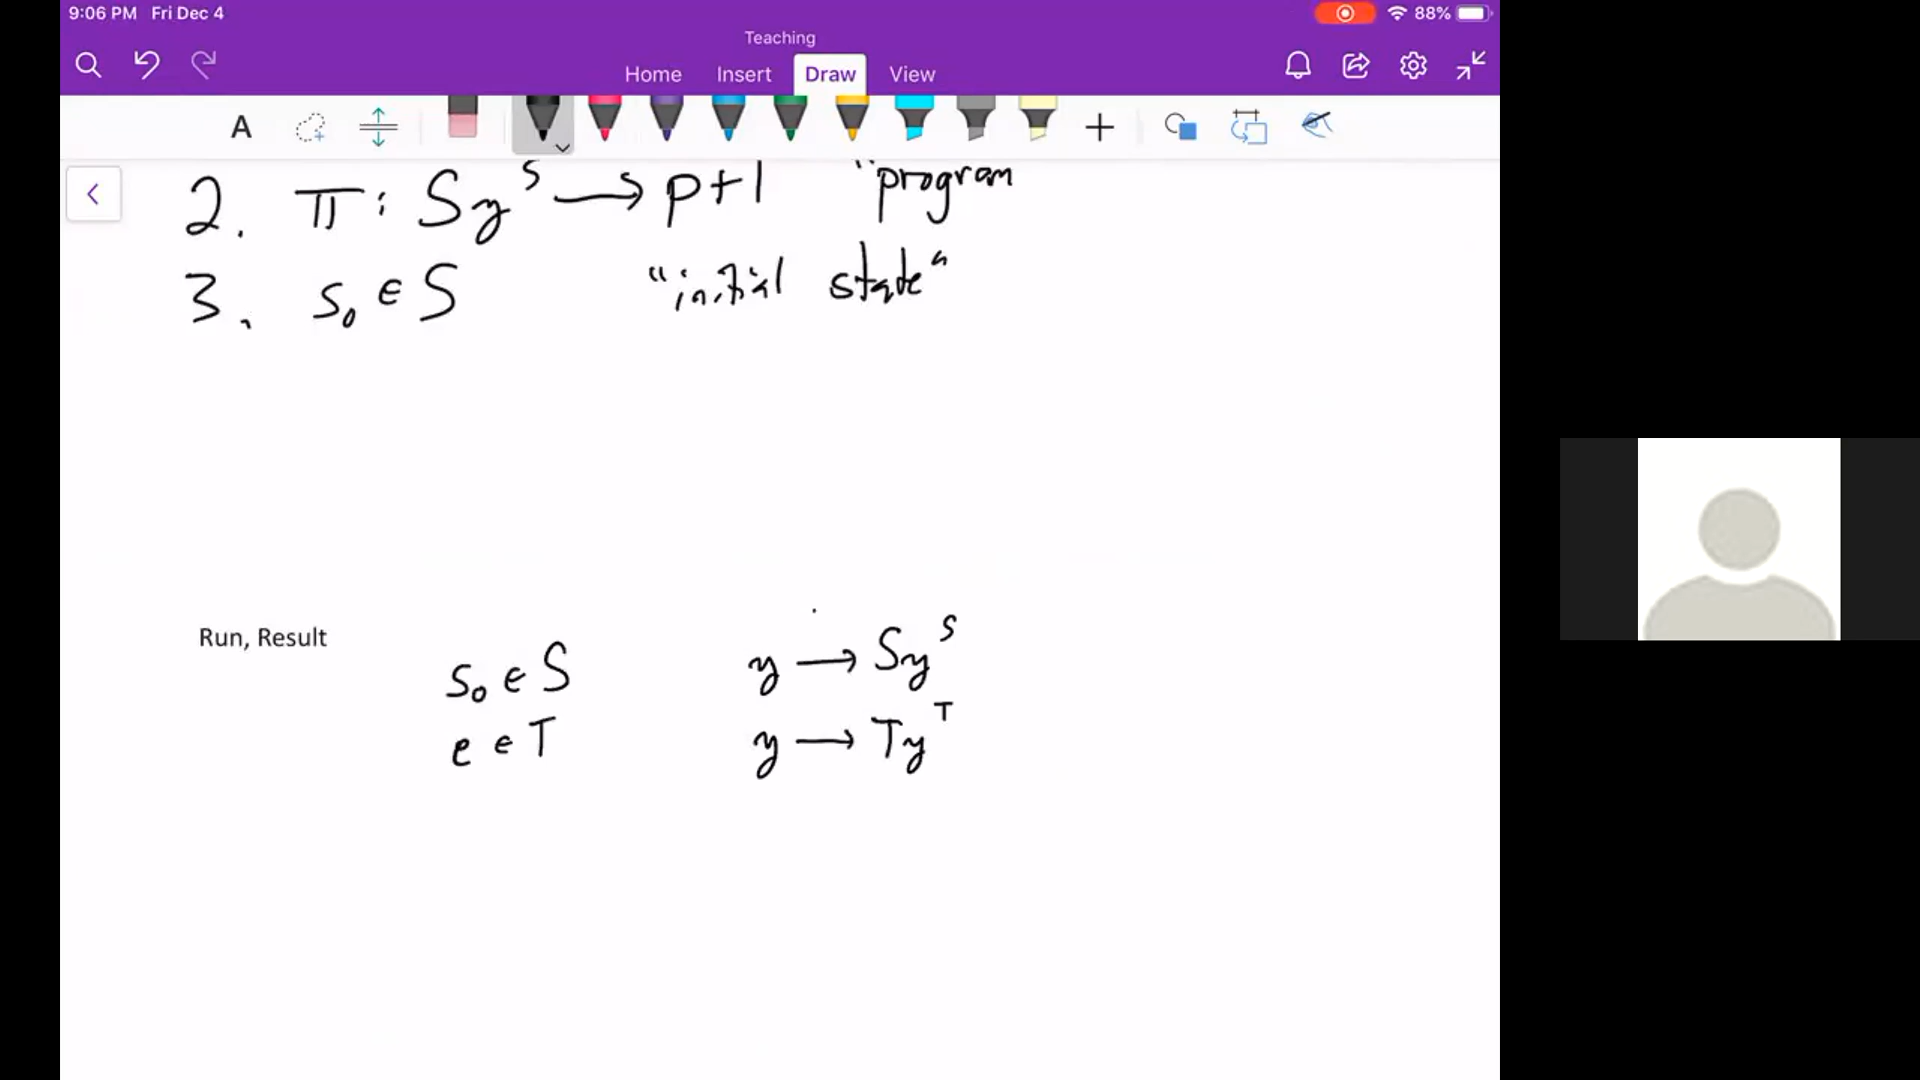 9:06 PM Fri Dec 4
88%
Teaching
Home Insert Draw View
A
2. π: Sy^S → p+1 "program
3. s₀ ∈ S "initial state"
Run, Result
s₀ ∈ S y → Sy^S
e ∈ T y → Ty^T